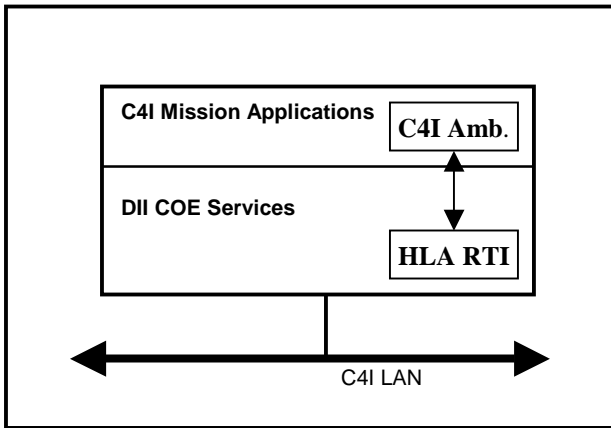 C4I Mission Applications
C4I Amb.
DII COE Services
HLA RTI
C4I LAN